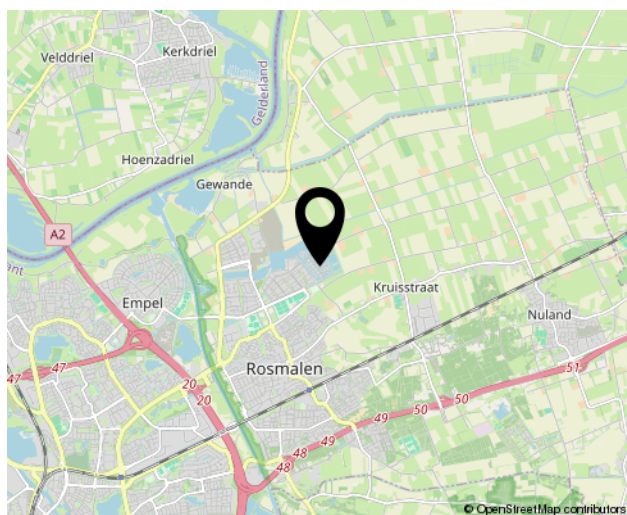 Velddriel
Kerkdriel
Gelderland
Hoenzadriel
Gewande
A2
ant
Empel
Kruisstraat
Nuland
Rosmalen
47
47
20
20
51
50
50
49
49
48
48
© OpenStreetMap contributors